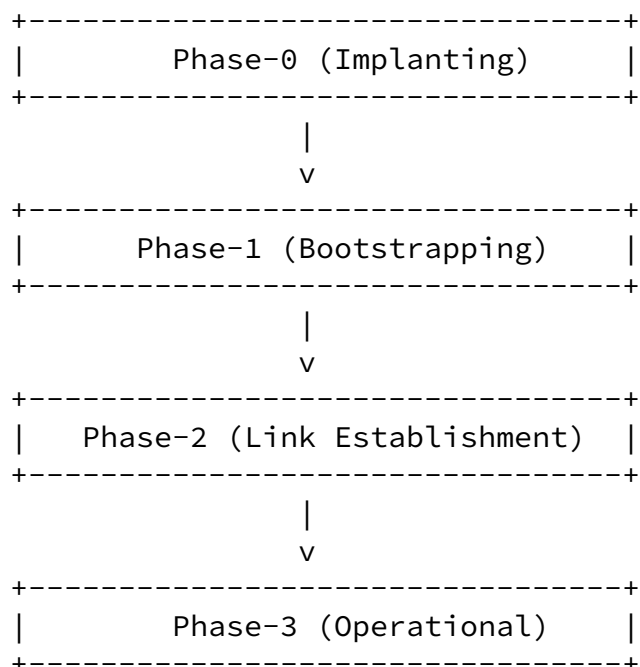 Phase-0 (Implanting)
Phase-1 (Bootstrapping)
Phase-2 (Link Establishment)
Phase-3 (Operational)